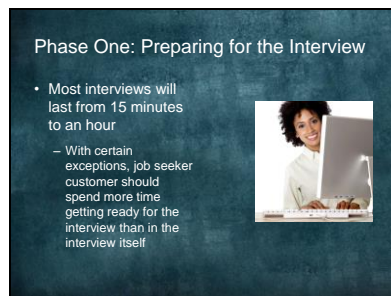 Phase One: Preparing for the Interview
• Most interviews will
last from 15 minutes
to an hour
– With certain
exceptions, job seeker
customer should
spend more time
getting ready for the
interview than in the
interview itself